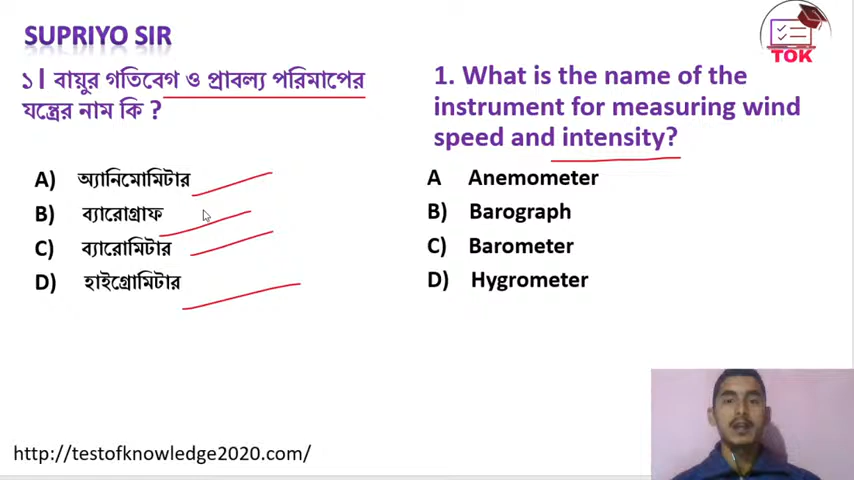 SUPRIYO SIR
TOK
১। বায়ুর গতিবেগ ও প্রাবল্য পরিমাপের
যন্ত্রের নাম কি ?
A) অ্যানিমোমিটার
B) ব্যারোগ্রাফ
C) ব্যারোমিটার
D) হাইগ্রোমিটার
1. What is the name of the
instrument for measuring wind
speed and intensity?
A Anemometer
B) Barograph
C) Barometer
D) Hygrometer
http://testofknowledge2020.com/